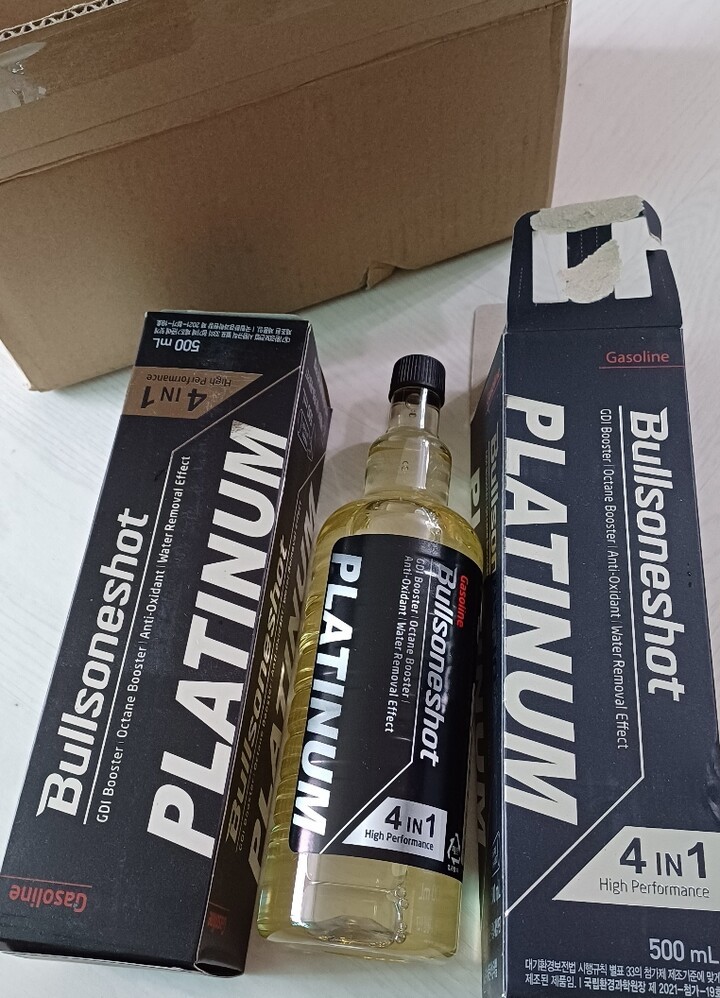 500 mL
4 IN 1
High Performance
Bullsoneshot
GDI Booster | Octane Booster | Anti-Oxidant | Water Removal Effect
PLATINUM
Gasoline
Bullsoneshot
PLATINUM
Gasoline
Bullsoneshot
GDI Booster | Octane Booster |
Anti-Oxidant | Water Removal Effect
PLATINUM
4 IN 1
High Performance
Gasoline
Bullsoneshot
GDI Booster | Octane Booster | Anti-Oxidant | Water Removal Effect
PLATINUM
4 IN 1
High Performance
500 mL
대기환경보전법 시행규칙 별표 33의 첨가제 제조기준에 맞게
제조된 제품임. | 국립환경과학원장 제 2021-첨가-19호